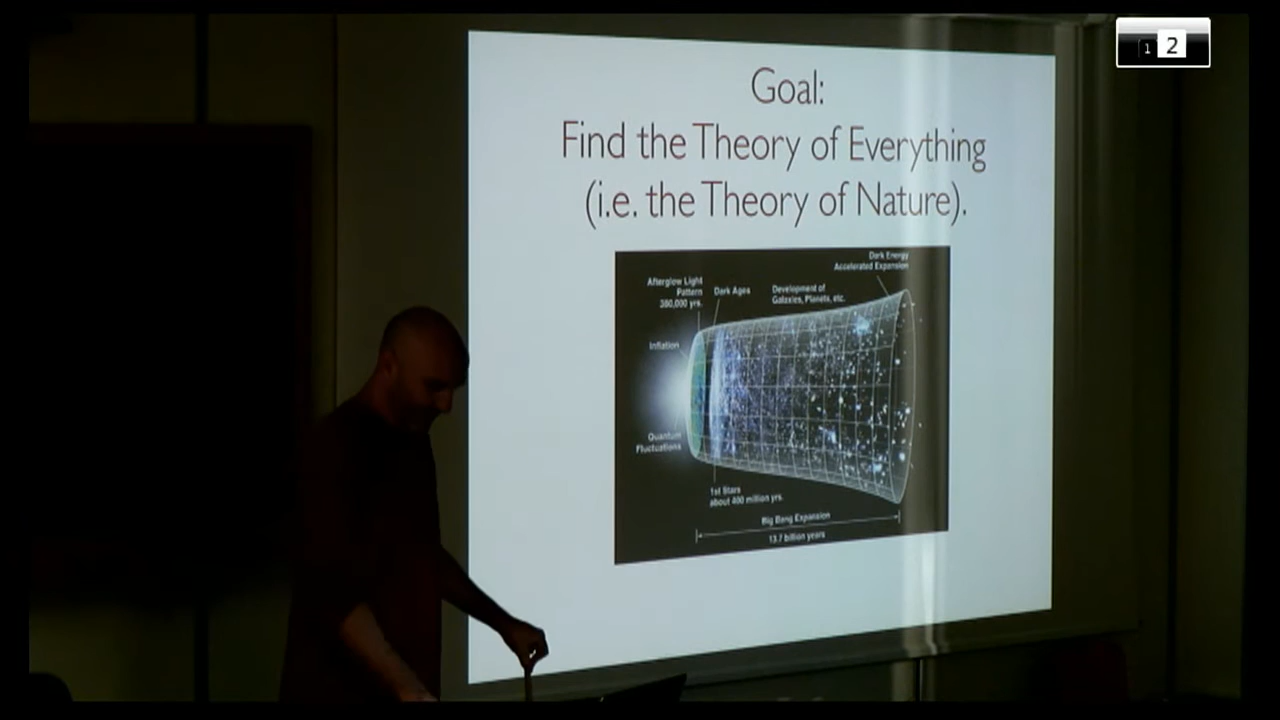 1 2
Goal:
Find the Theory of Everything
(i.e. the Theory of Nature).
Dark Energy
Accelerated Expansion
Afterglow Light
Pattern
380,000 yrs.
Dark Ages
Development of
Galaxies, Planets, etc.
Inflation
Quantum
Fluctuations
1st Stars
about 400 million yrs.
Big Bang Expansion
13.7 billion years